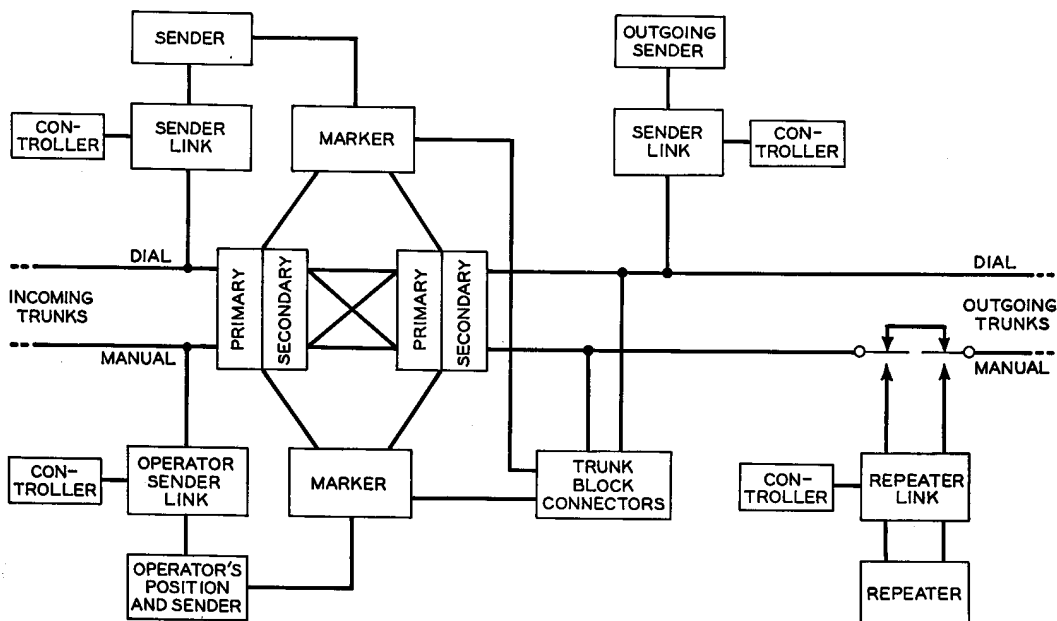 SENDER
OUTGOING
SENDER
CON-
TROLLER
SENDER
LINK
MARKER
SENDER
LINK
CON-
TROLLER
DIAL
DIAL
INCOMING
TRUNKS
PRIMARY
SECONDARY
PRIMARY
SECONDARY
OUTGOING
TRUNKS
MANUAL
MANUAL
CON-
TROLLER
OPERATOR
SENDER
LINK
MARKER
TRUNK
BLOCK
CONNECTORS
CON-
TROLLER
REPEATER
LINK
OPERATOR'S
POSITION
AND SENDER
REPEATER